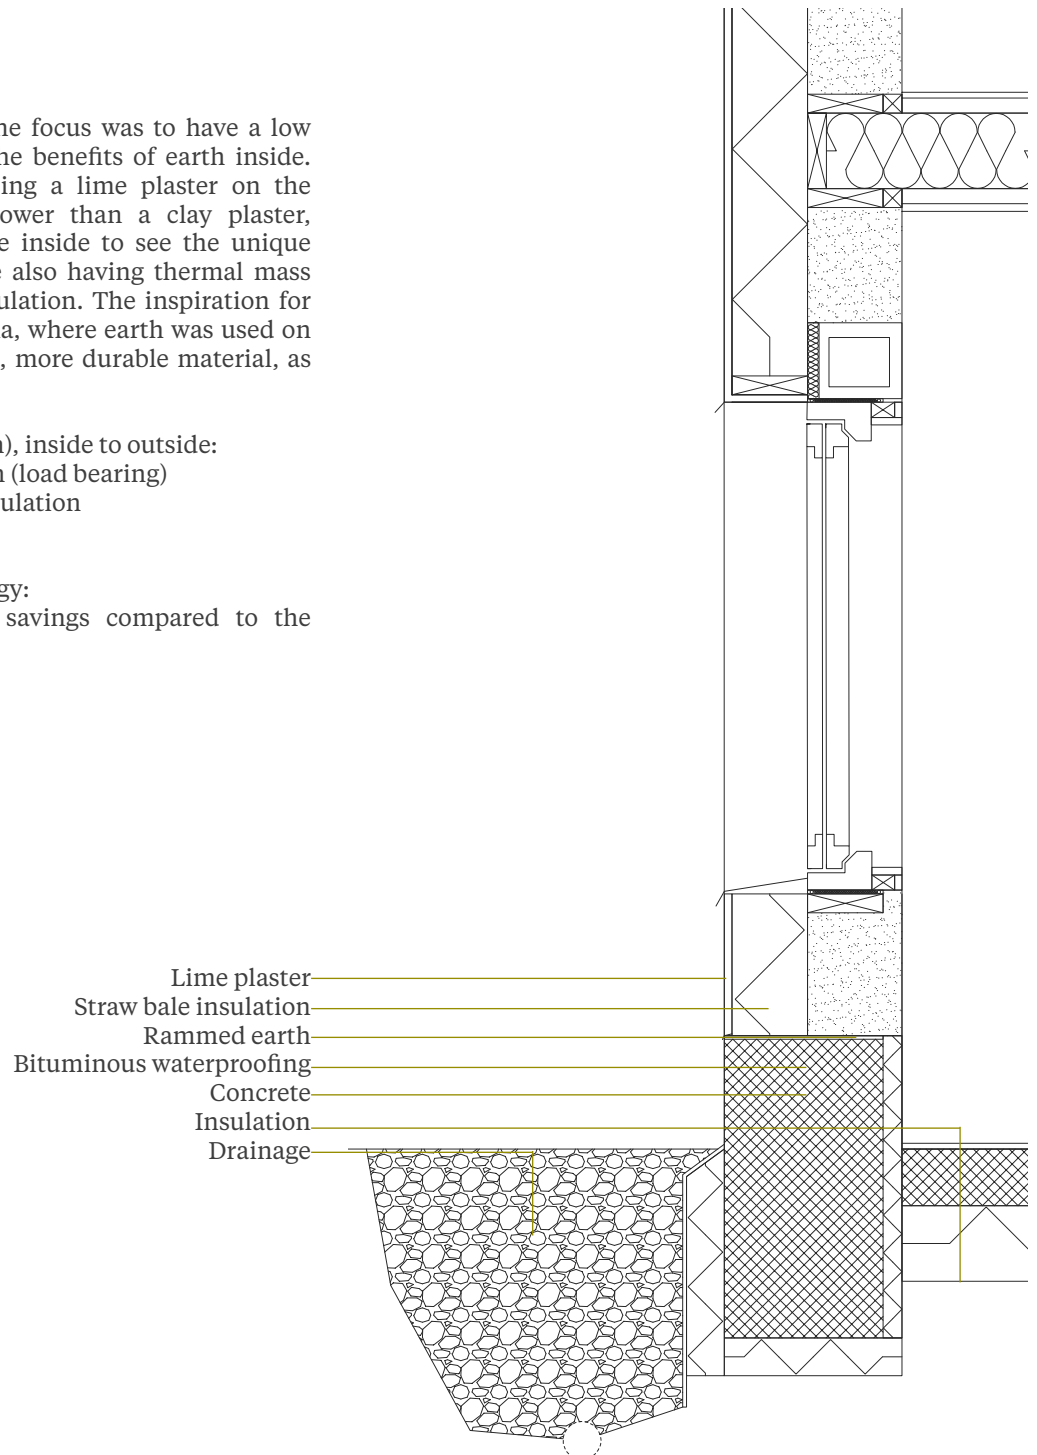 he focus was to have a low
he benefits of earth inside.
ing a lime plaster on the
ower than a clay plaster,
e inside to see the unique
e also having thermal mass
ulation. The inspiration for
a, where earth was used on
, more durable material, as
), inside to outside:
n (load bearing)
ulation
gy:
savings compared to the
Lime plaster
Straw bale insulation
Rammed earth
Bituminous waterproofing
Concrete
Insulation
Drainage